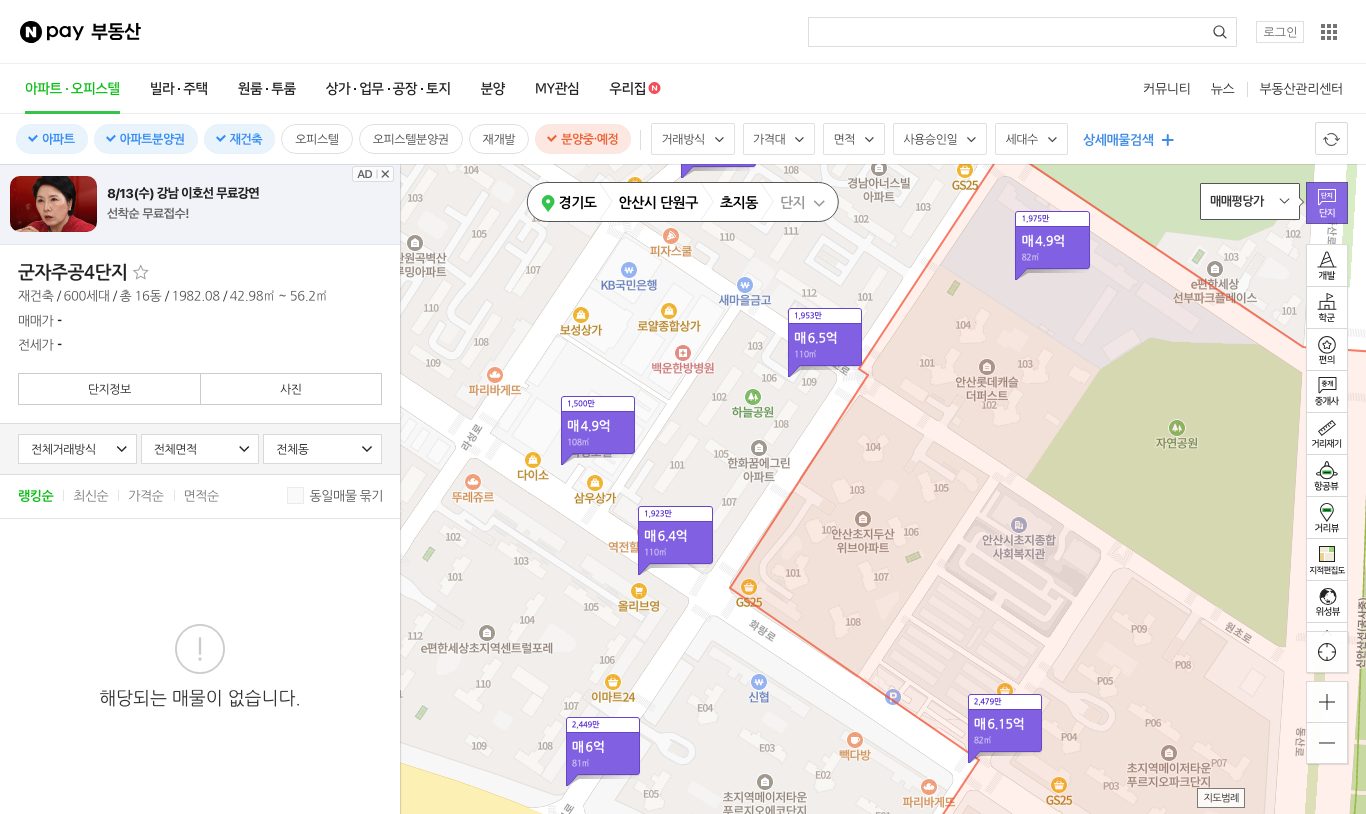 N pay 부동산
로그인
아파트·오피스텔 빌라·주택 원룸·투룸 상가·업무·공장·토지 분양 MY관심 우리집 N
커뮤니티 뉴스 부동산관리센터
아파트 아파트분양권 재건축 오피스텔 오피스텔분양권 재개발 분양중·예정
거래방식 가격대 면적 사용승인일 세대수 상세매물검색
AD
8/13(수) 강남 이호선 무료강연
선착순 무료접수!
군자주공4단지
재건축 / 600세대 / 총 16동 / 1982.08 / 42.98㎡ ~ 56.2㎡
매매가 -
전세가 -
단지정보 사진
전체거래방식 전체면적 전체동
랭킹순 최신순 가격순 면적순 동일매물 묶기
해당되는 매물이 없습니다.
경기도 안산시 단원구 초지동 단지
매매평당가
단지
단지
개발
학군
편의
중개
중개사
거리재기
항공뷰
거리뷰
지적편집도
위성뷰
지도범례
경남아너스빌
아파트
GS25
1,975만
매4.9억
82㎡
피자스쿨
110
111
KB국민은행
새마을금고
112
보성상가
로얄종합상가
1,953만
매6.5억
110㎡
백운한방병원
파리바게뜨
하늘공원
1,500만
매4.9억
108㎡
다이소
삼우상가
뚜레쥬르
한화꿈에그린
아파트
1,923만
매6.4억
110㎡
올리브영
GS25
e편한세상
선부파크플레이스
안산롯데캐슬
더퍼스트
자연공원
안산초지두산
위브아파트
안산시초지종합
사회복지관
라성로
화랑로
원초로
동산로
e편한세상초지역센트럴포레
이마트24
신협
2,449만
매6억
81㎡
2,479만
매6.15억
82㎡
빽다방
초지역메이저타운
푸르지오에코단지
파리바게뜨
초지역메이저타운
푸르지오파크단지
GS25
E03
E04
E02
E05
P09
P08
P05
P06
P04
P07
P03